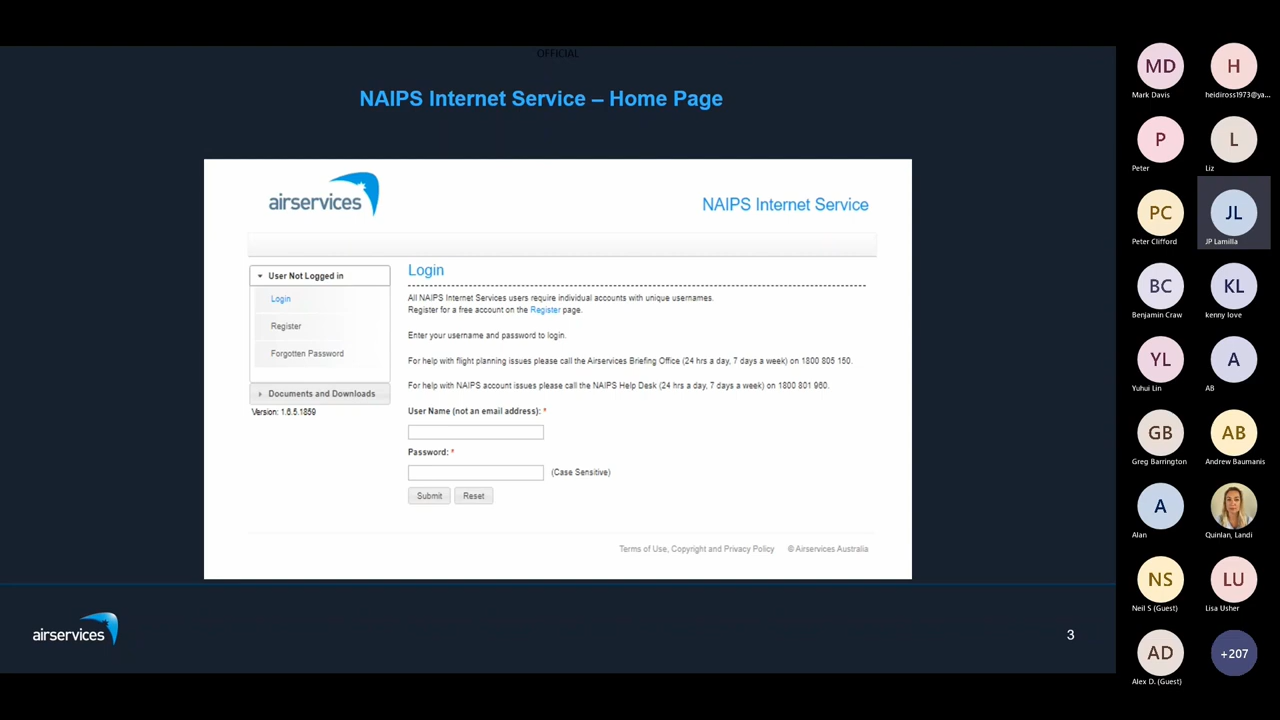 OFFICIAL
NAIPS Internet Service – Home Page
airservices
NAIPS Internet Service
User Not Logged in
Login
Register
Forgotten Password
Documents and Downloads
Version: 1.6.5.1859
Login
All NAIPS Internet Services users require individual accounts with unique usernames.
Register for a free account on the Register page.
Enter your username and password to login.
For help with flight planning issues please call the Airservices Briefing Office (24 hrs a day, 7 days a week) on 1800 805 150.
For help with NAIPS account issues please call the NAIPS Help Desk (24 hrs a day, 7 days a week) on 1800 801 960.
User Name (not an email address): *
Password: *
(Case Sensitive)
Submit Reset
Terms of Use, Copyright and Privacy Policy © Airservices Australia
airservices
3
MD H
Mark Davis heidiross1973@ya...
P L
Peter Liz
PC JL
Peter Clifford JP Lamilla
BC KL
Benjamin Craw kenny love
YL A
Yuhui Lin AB
GB AB
Greg Barrington Andrew Baumanis
A
Alan Quinlan, Landi
NS LU
Neil S (Guest) Lisa Usher
AD +207
Alex D. (Guest)